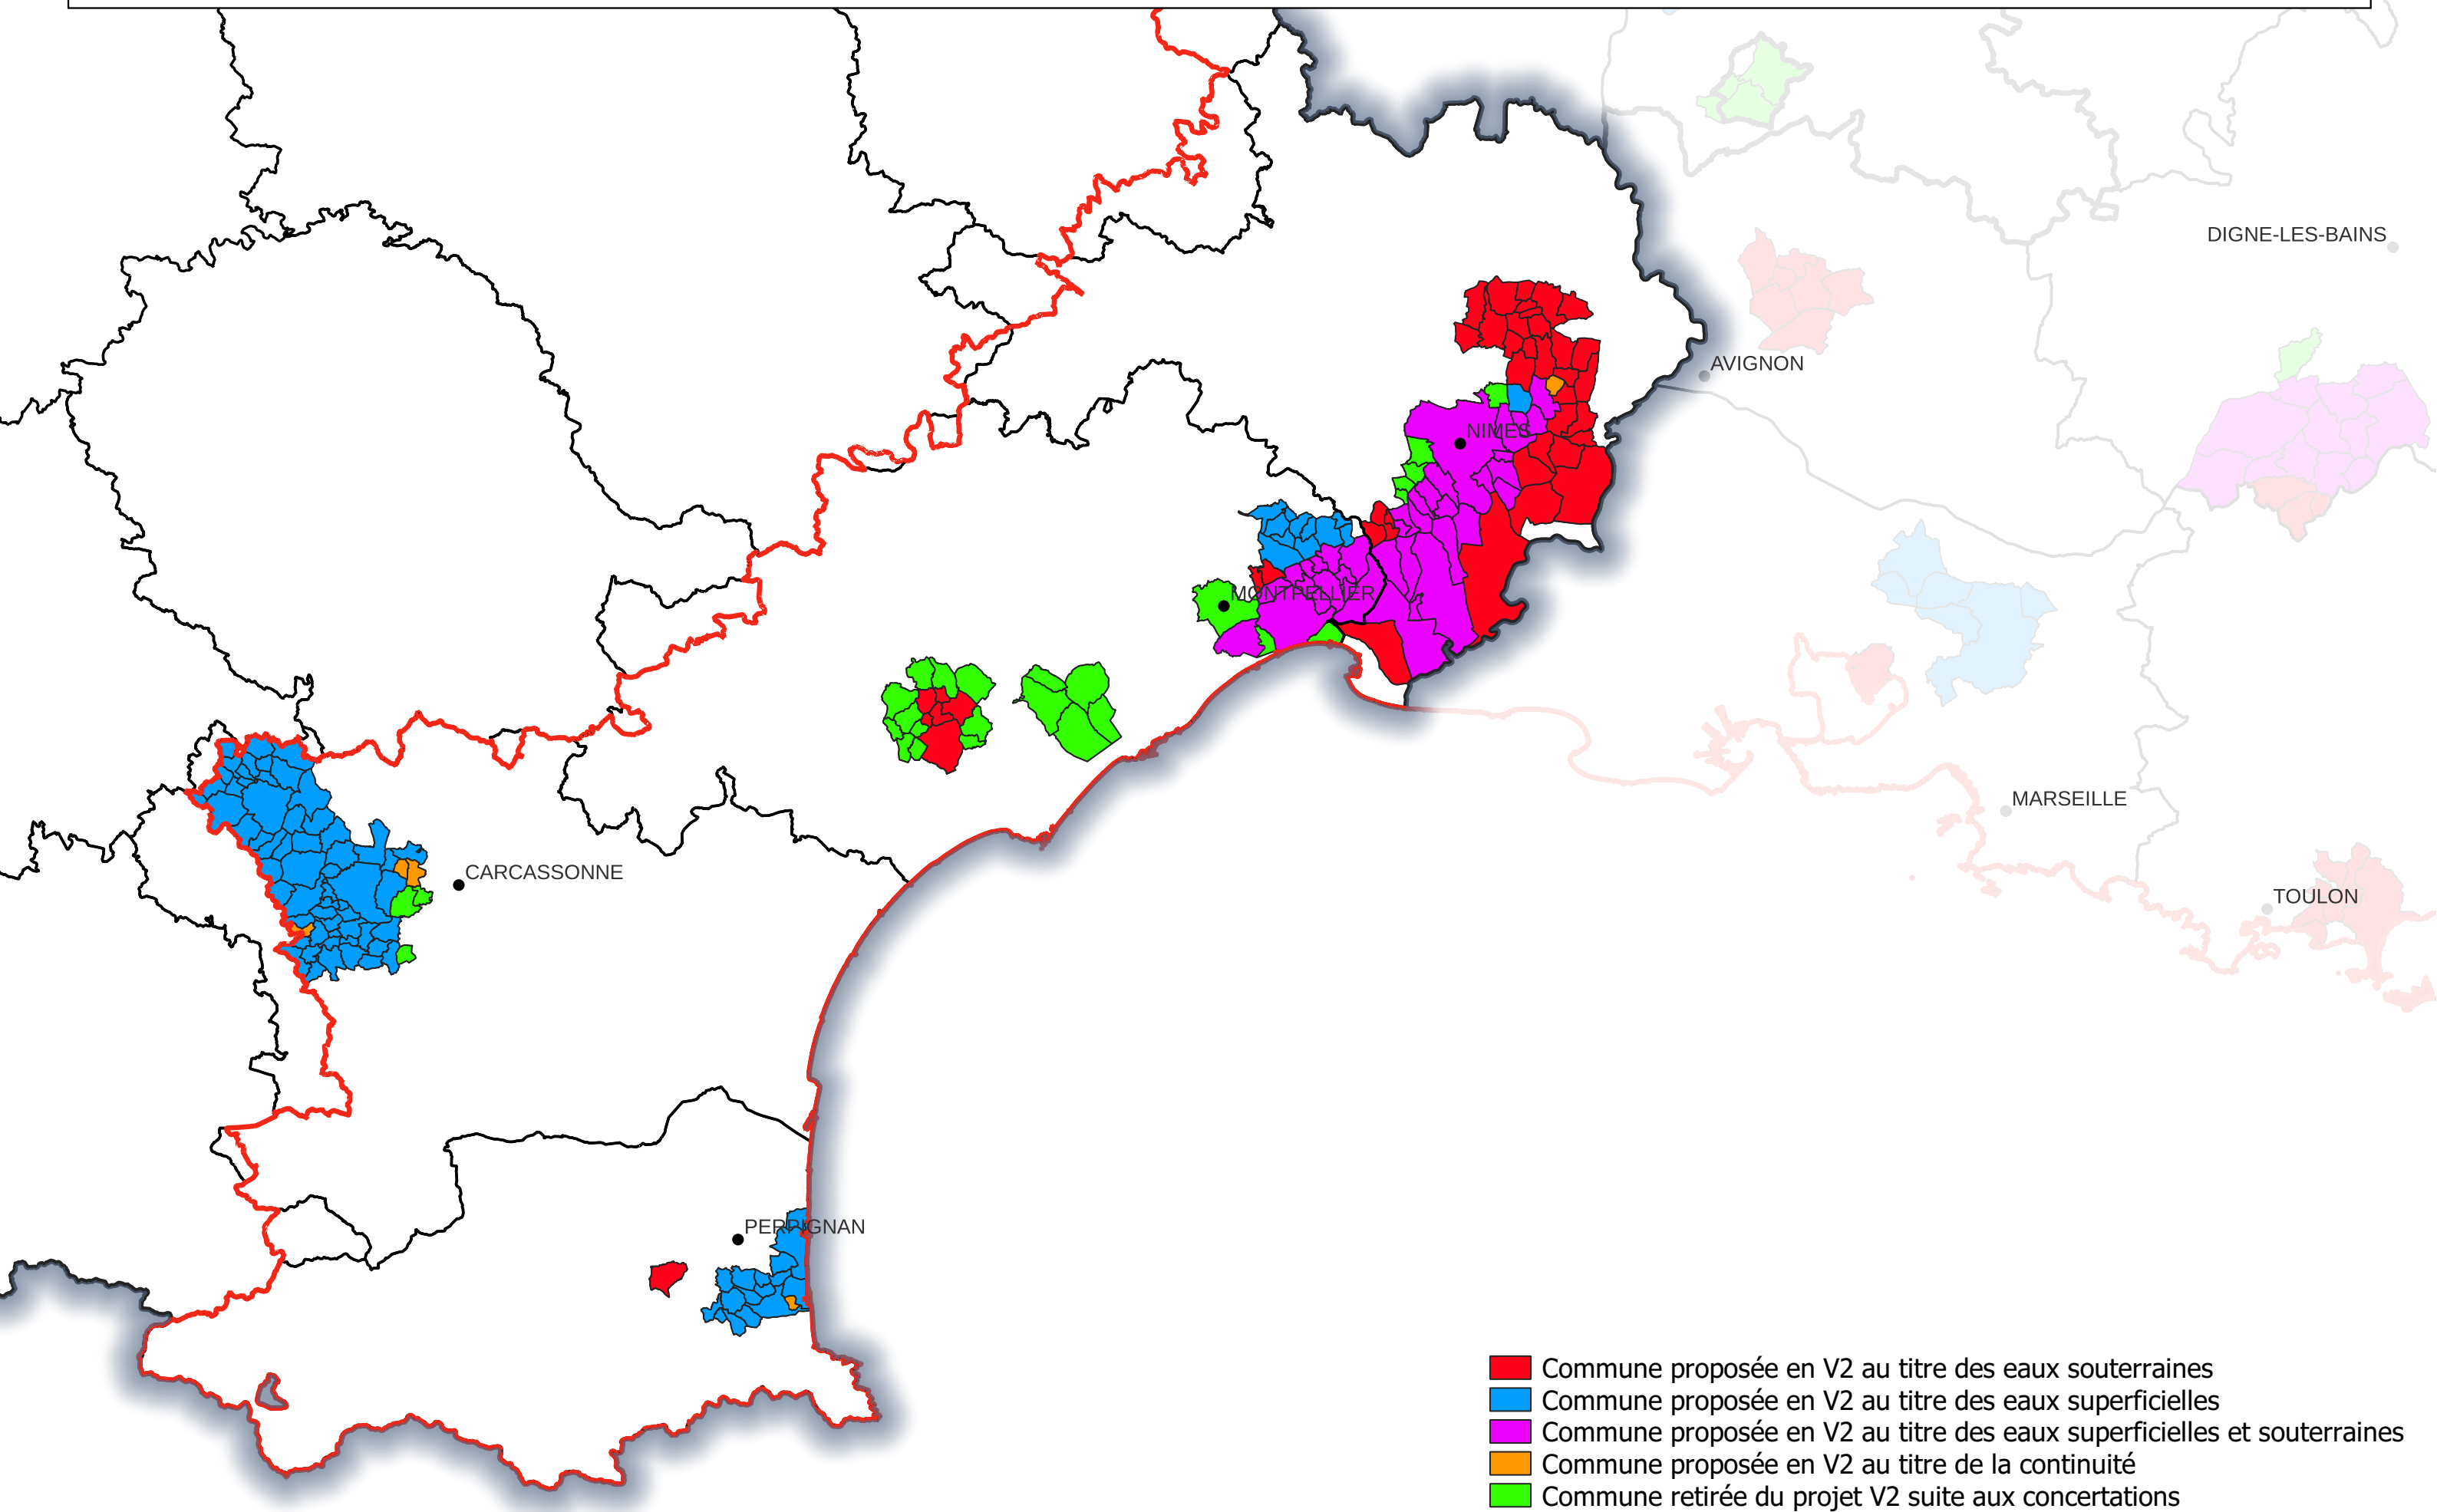 DIGNE-LES-BAINS
AVIGNON
NIMES
MONTPELLIER
MARSEILLE
CARCASSONNE
TOULON
PERPIGNAN
Commune proposée en V2 au titre des eaux souterraines
Commune proposée en V2 au titre des eaux superficielles
Commune proposée en V2 au titre des eaux superficielles et souterraines
Commune proposée en V2 au titre de la continuité
Commune retirée du projet V2 suite aux concertations